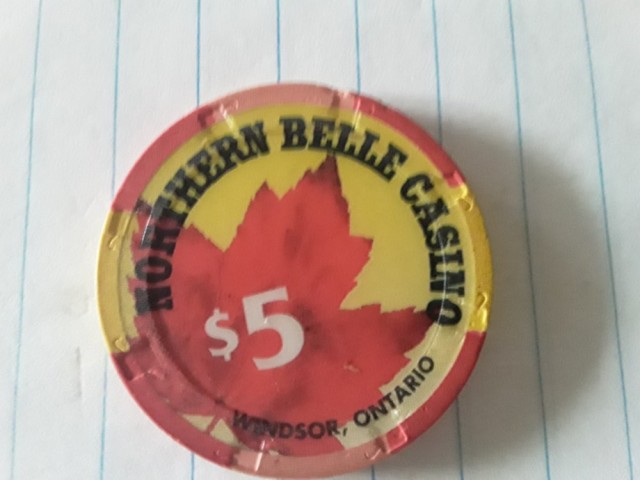 NORTHERN BELLE CASINO
$5
WINDSOR, ONTARIO